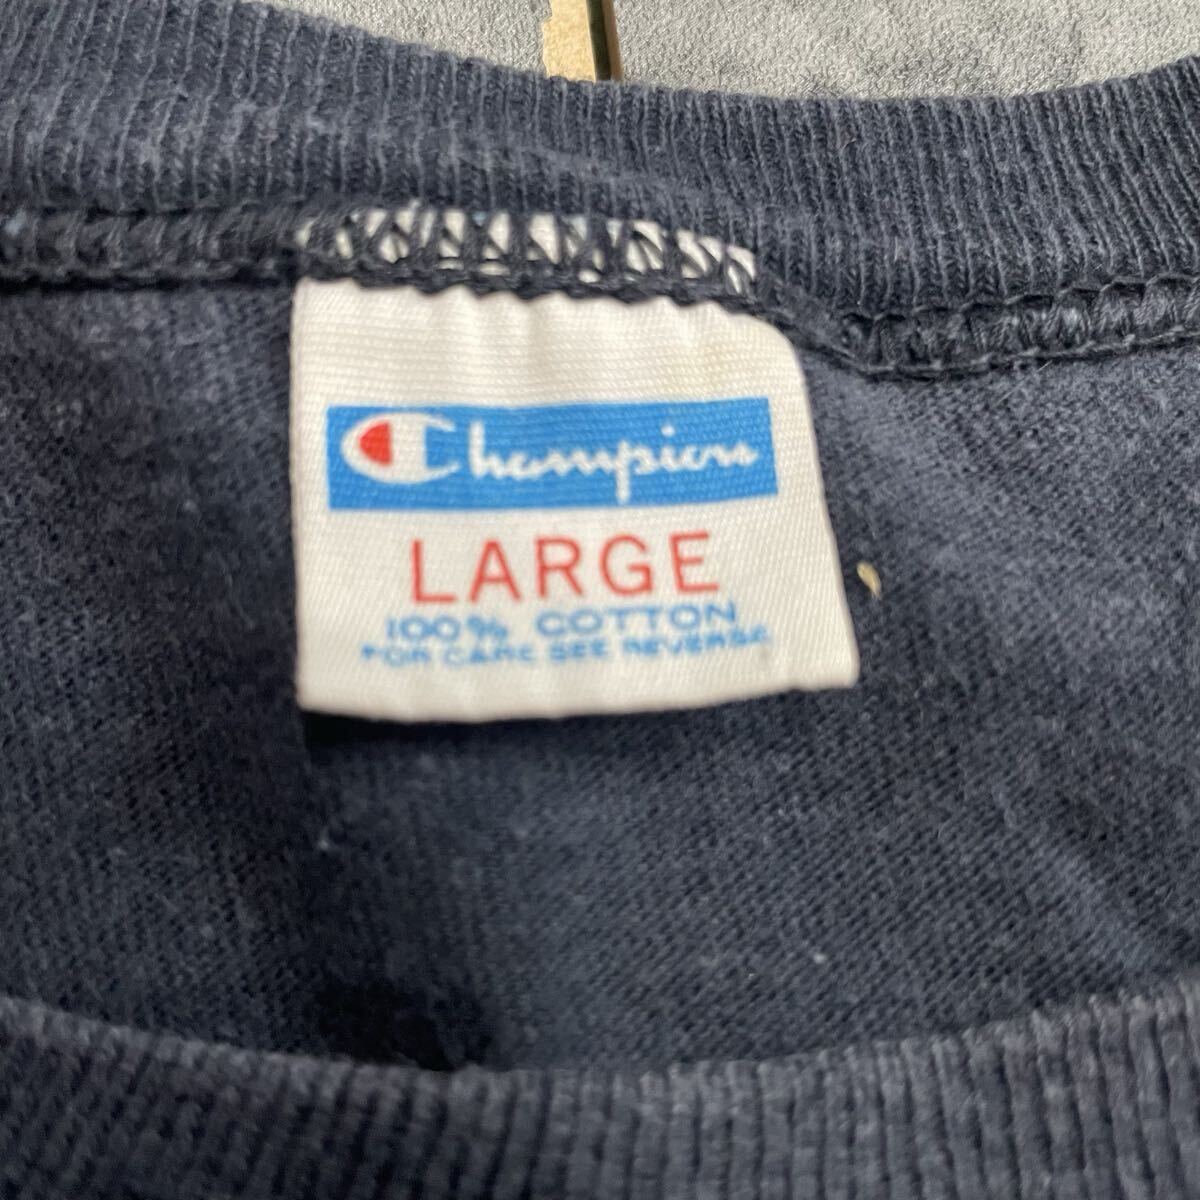 Champion
LARGE
100% COTTON
FOR CARE SEE REVERSE